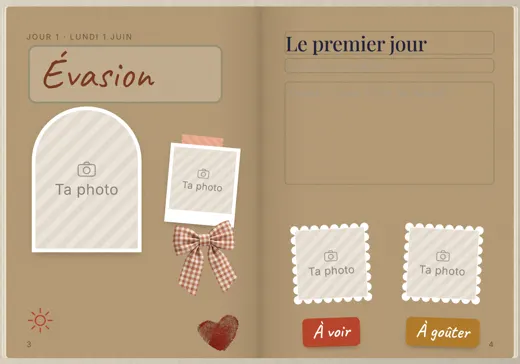 JOUR 1 · LUNDI 1 JUIN
Évasion
Ta photo
Ta photo
3
Le premier jour
Ta photo
Ta photo
À voir
À goûter
4